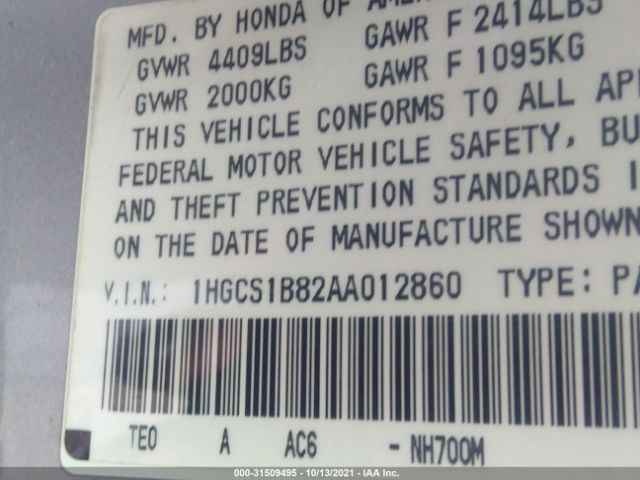 MFD. BY HONDA OF
GVWR 4409LBS GAWR F 2414LBS
GVWR 2000KG GAWR F 1095KG
THIS VEHICLE CONFORMS TO ALL
FEDERAL MOTOR VEHICLE SAFETY,
AND THEFT PREVENTION STANDARDS
ON THE DATE OF MANUFACTURE SHOWN
V.I.N.: 1HGCS1B82AA012860 TYPE:
TE0 A AC6 - NH700M
000-31509495 - 10/13/2021 - IAA Inc.